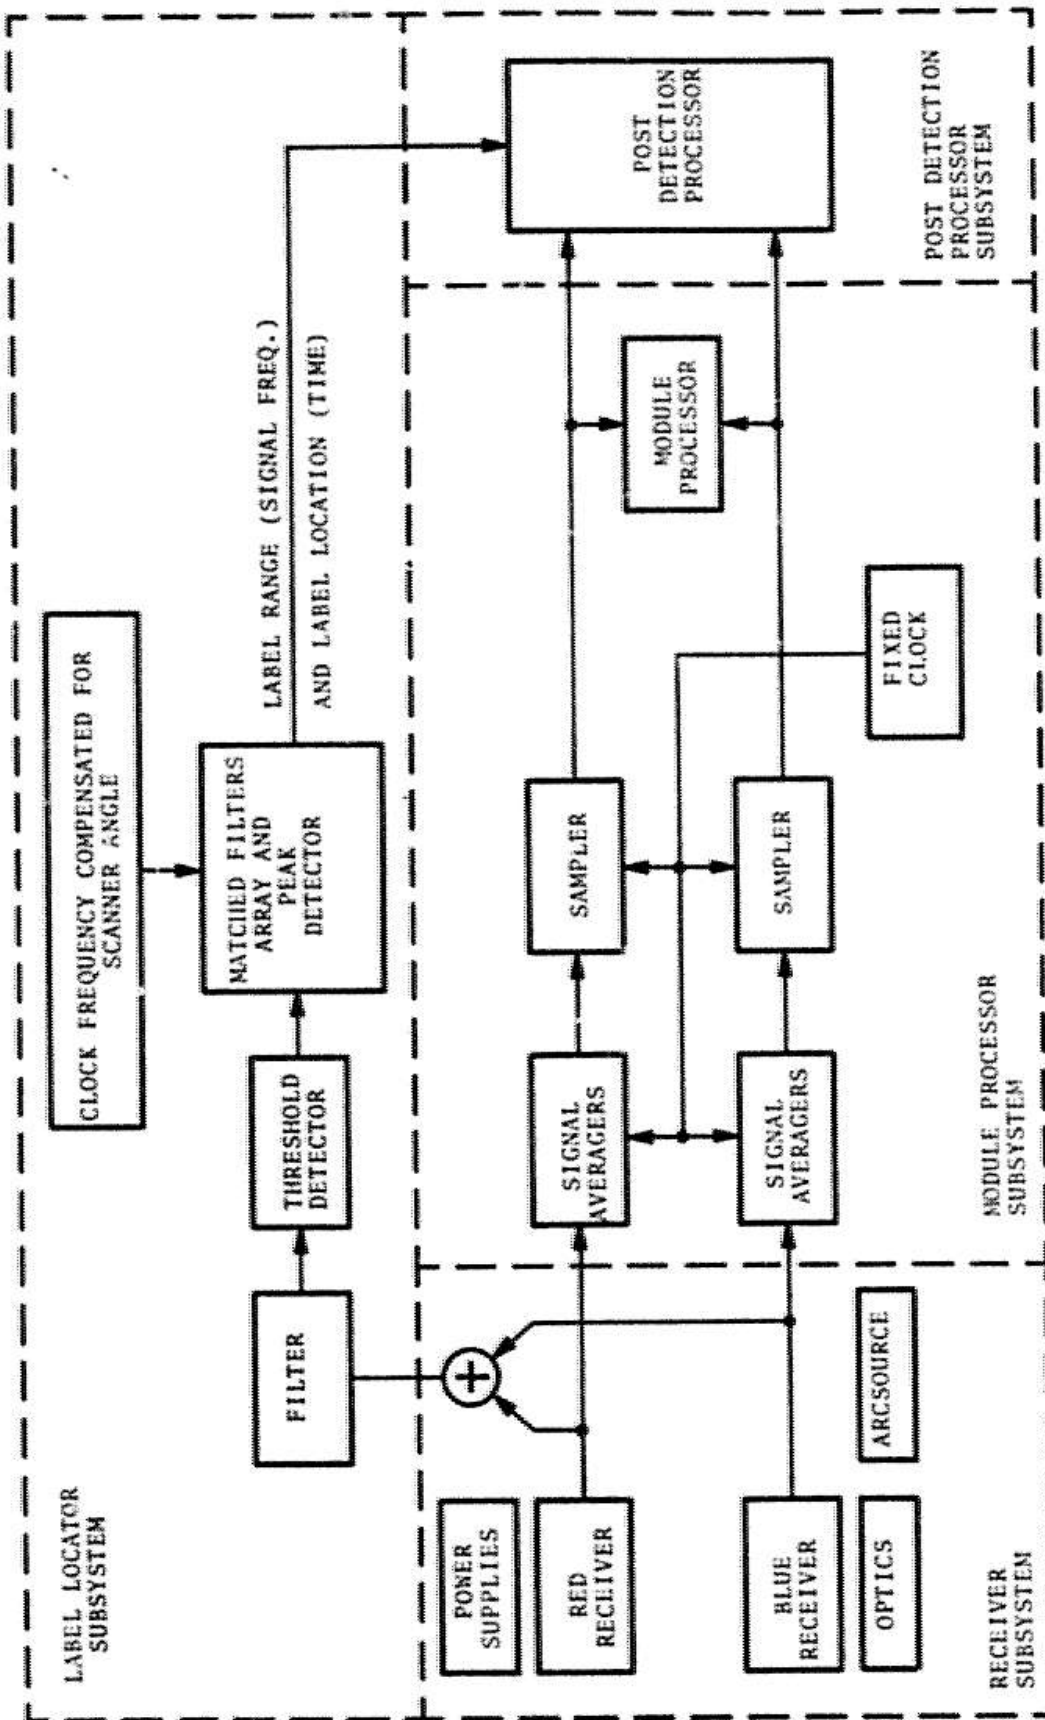 LABEL LOCATOR
SUBSYSTEM
CLOCK FREQUENCY COMPENSATED FOR
SCANNER ANGLE
FILTER
THRESHOLD
DETECTOR
MATCHED FILTERS
ARRAY AND
PEAK
DETECTOR
LABEL RANGE (SIGNAL FREQ.)
AND LABEL LOCATION (TIME)
POWER
SUPPLIES
RED
RECEIVER
BLUE
RECEIVER
OPTICS
ARCSOURCE
RECEIVER
SUBSYSTEM
SIGNAL
AVERAGERS
SAMPLER
SIGNAL
AVERAGERS
SAMPLER
FIXED
CLOCK
MODULE
PROCESSOR
MODULE PROCESSOR
SUBSYSTEM
POST
DETECTION
PROCESSOR
POST DETECTION
PROCESSOR
SUBSYSTEM